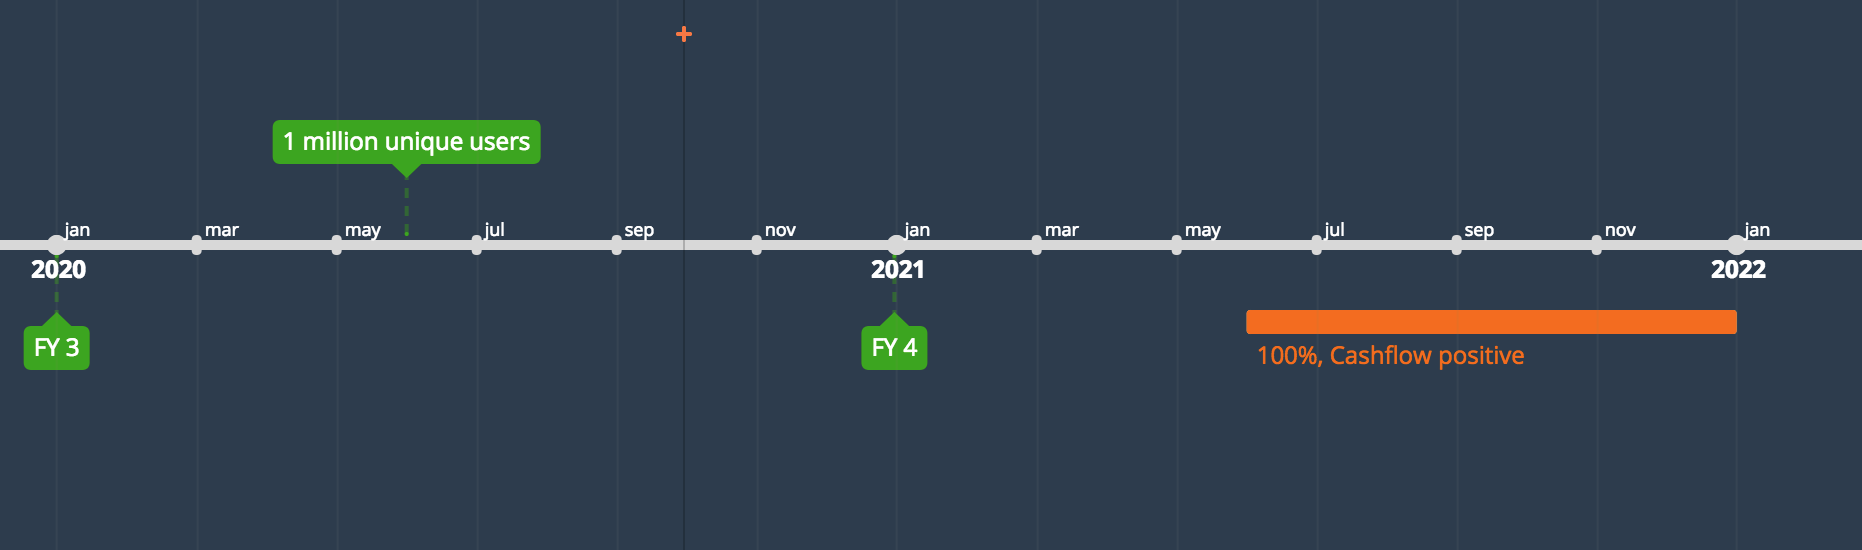 1 million unique users
jan mar may jul sep nov jan mar may jul sep nov jan
2020 2021 2022
FY 3 FY 4
100%, Cashflow positive